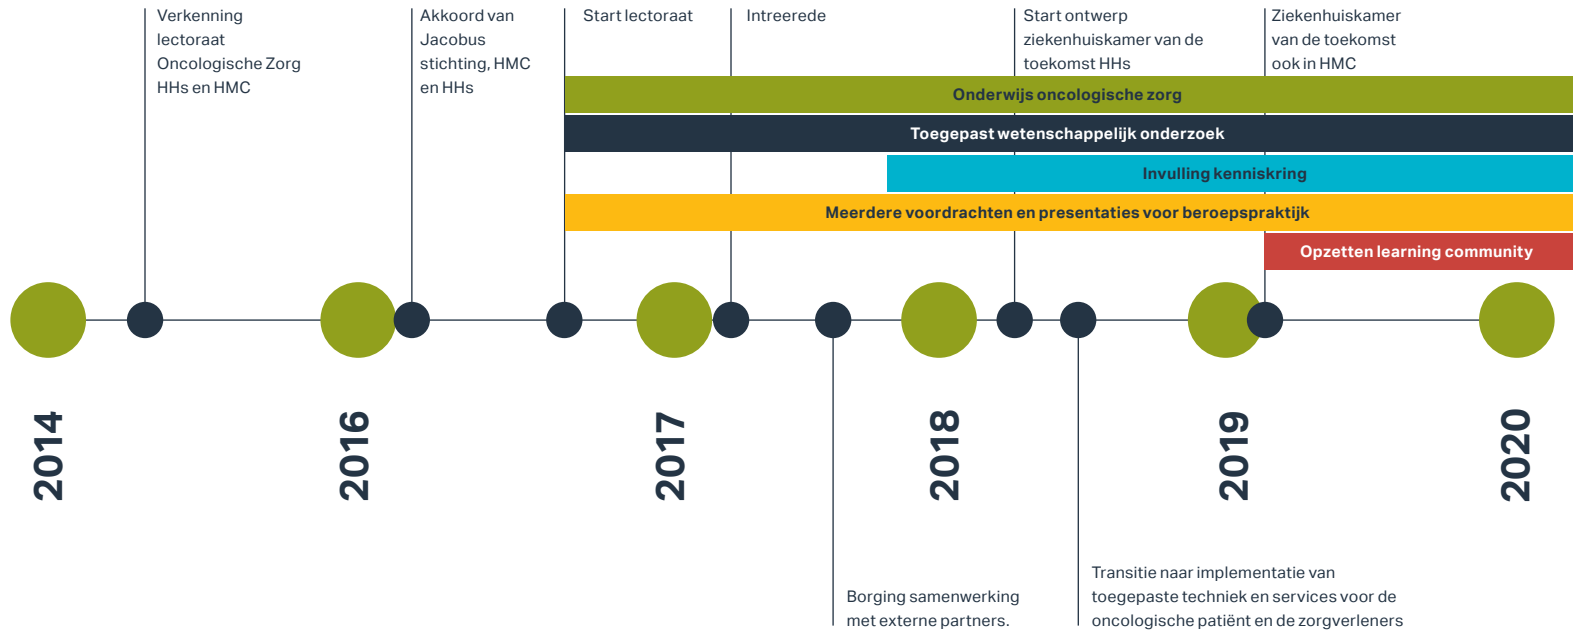 Verkenning
lectoraat
Oncologische Zorg
HHs en HMC
Akkoord van
Jacobus
stichting, HMC
en HHs
Start lectoraat
Intreerede
Start ontwerp
ziekenhuiskamer van de
toekomst HHs
Ziekenhuiskamer
van de toekomst
ook in HMC
Onderwijs oncologische zorg
Toegepast wetenschappelijk onderzoek
Invulling kenniskring
Meerdere voordrachten en presentaties voor beroepspraktijk
Opzetten learning community
2014
2016
2017
2018
2019
2020
Borging samenwerking
met externe partners.
Transitie naar implementatie van
toegepaste techniek en services voor de
oncologische patiënt en de zorgverleners